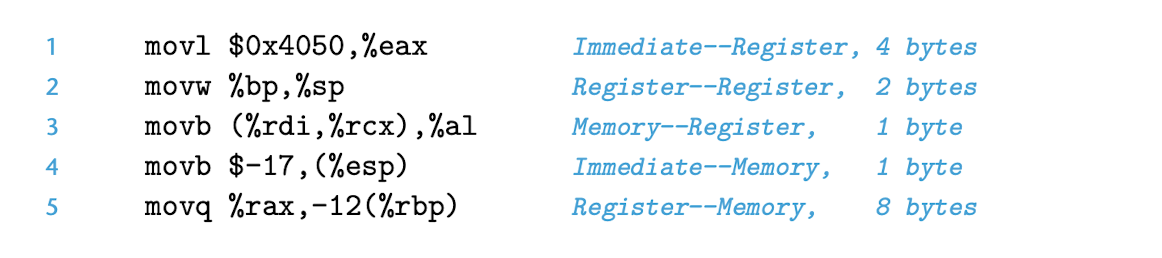 1 movl $0x4050,%eax Immediate--Register, 4 bytes
2 movw %bp,%sp Register--Register, 2 bytes
3 movb (%rdi,%rcx),%al Memory--Register, 1 byte
4 movb $-17,(%esp) Immediate--Memory, 1 byte
5 movq %rax,-12(%rbp) Register--Memory, 8 bytes